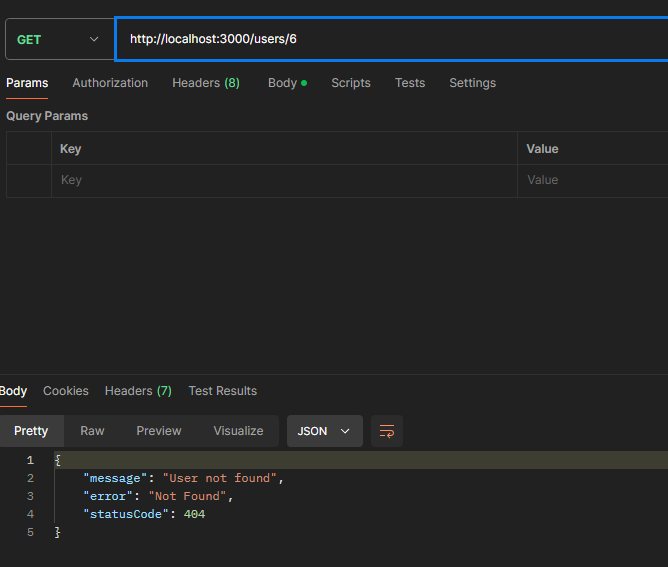 GET http://localhost:3000/users/6
Params Authorization Headers (8) Body Scripts Tests Settings
Query Params
Key Value
Key Value
Body Cookies Headers (7) Test Results
Pretty Raw Preview Visualize JSON
1 {
2 "message": "User not found",
3 "error": "Not Found",
4 "statusCode": 404
5 }